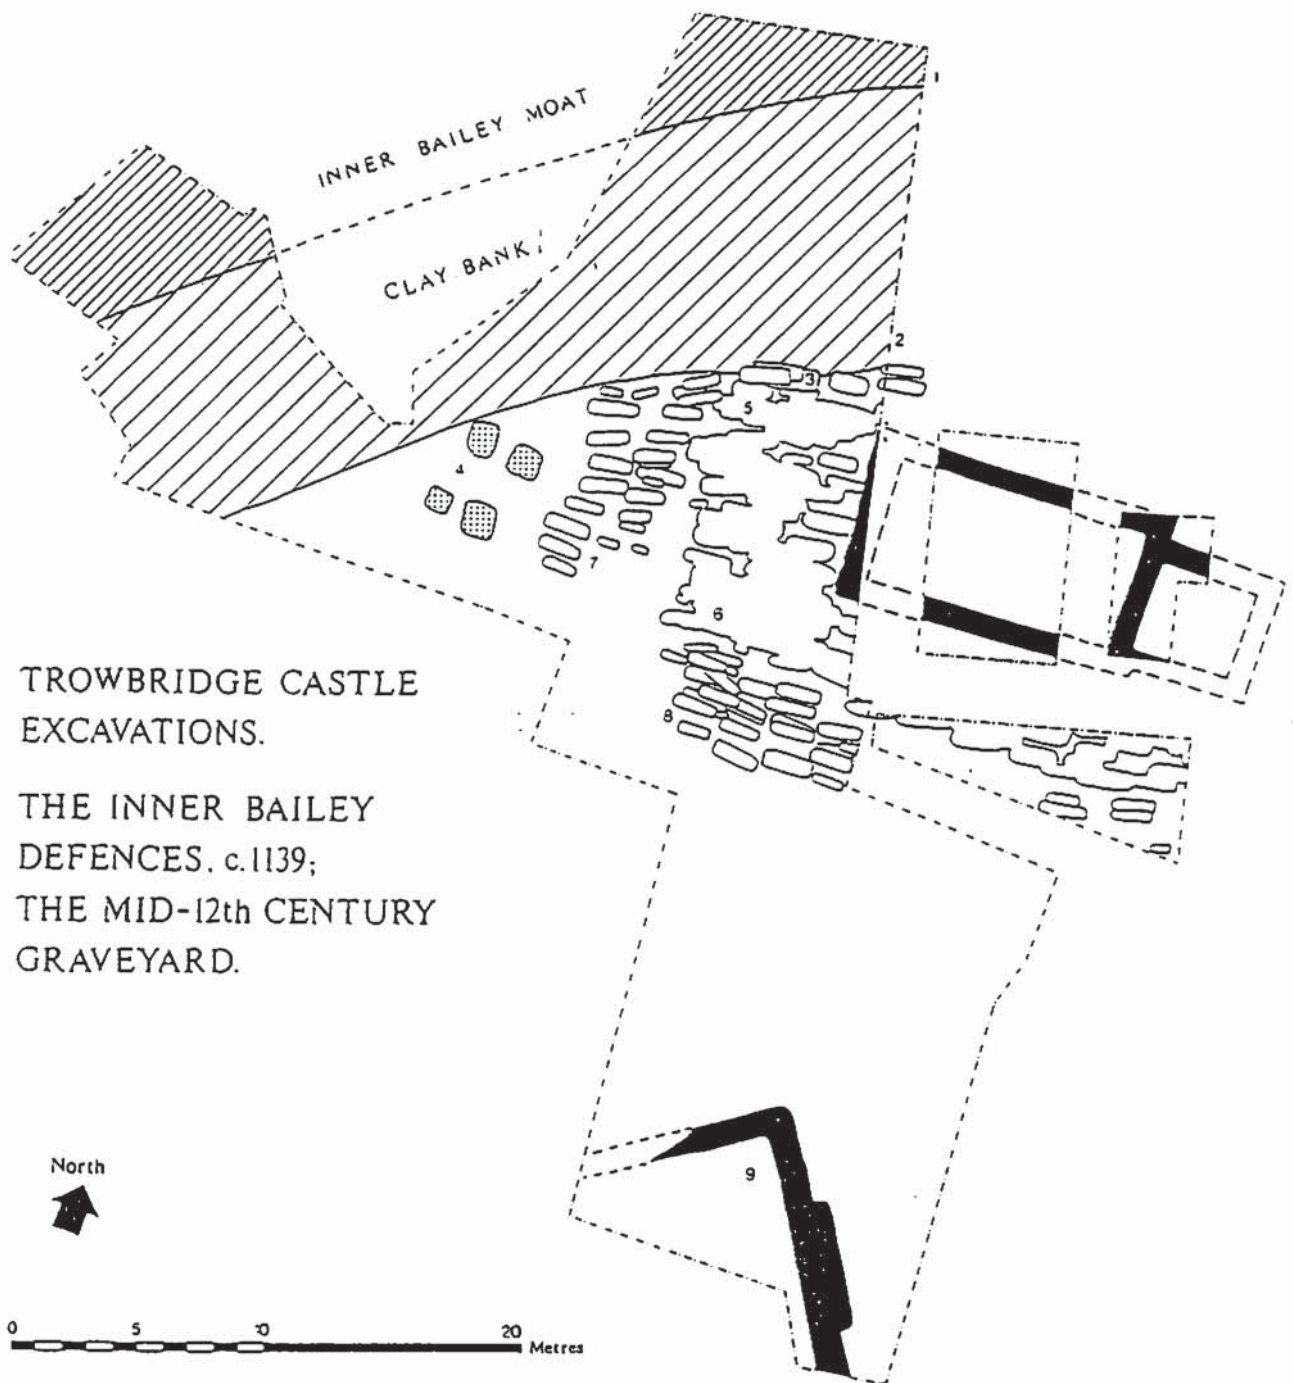 INNER BAILEY MOAT
CLAY BANK
1
2
3
5
4
7
6
8
TROWBRIDGE CASTLE
EXCAVATIONS.
THE INNER BAILEY
DEFENCES. c.1139;
THE MID-12th CENTURY
GRAVEYARD.
9
North
0 5 10 20 Metres